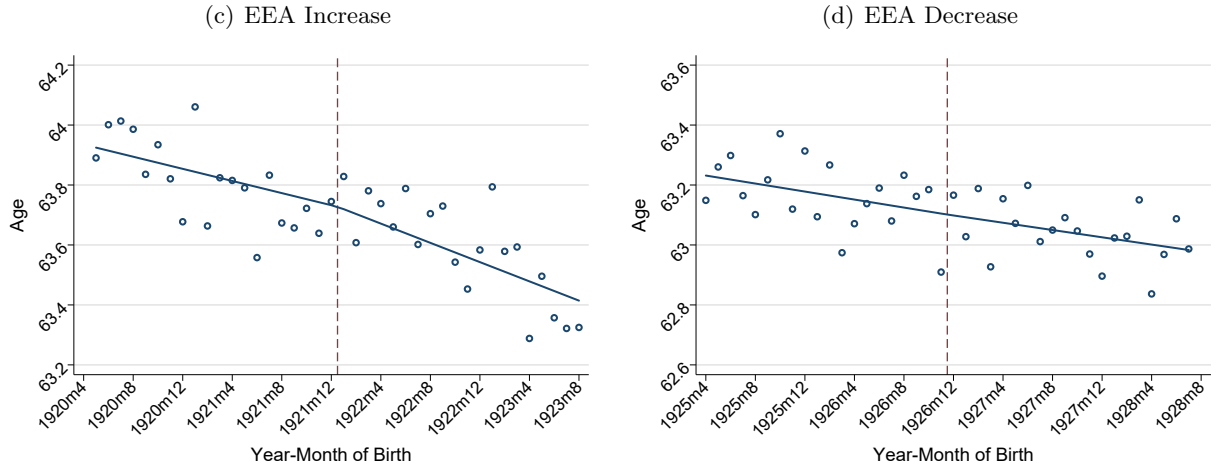 (c) EEA Increase
64.2
64
63.8
63.6
63.4
63.2
Age
1920m4
1920m8
1920m12
1921m4
1921m8
1921m12
1922m4
1922m8
1922m12
1923m4
1923m8
Year-Month of Birth
(d) EEA Decrease
63.6
63.4
63.2
63
62.8
62.6
Age
1925m4
1925m8
1925m12
1926m4
1926m8
1926m12
1927m4
1927m8
1927m12
1928m4
1928m8
Year-Month of Birth